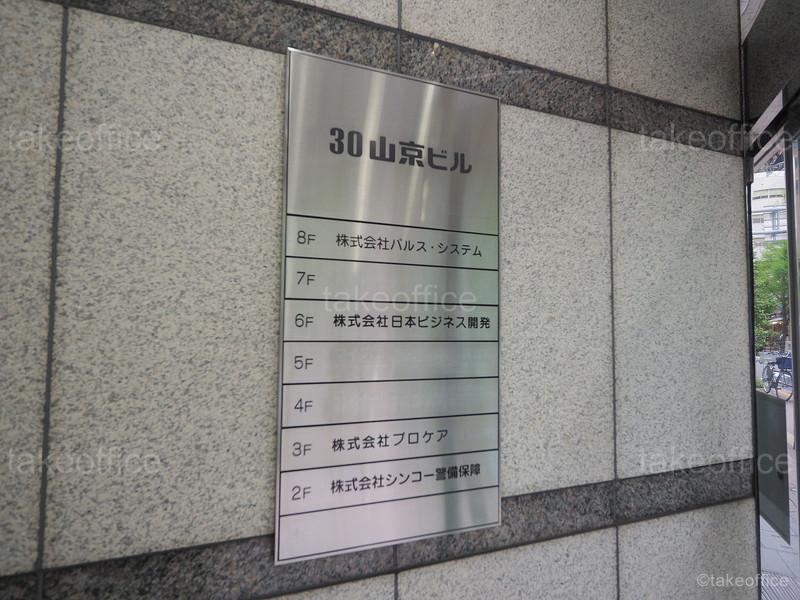 30山京ビル
8F 株式会社パルス・システム
7F
6F 株式会社日本ビジネス開発
5F
4F
3F 株式会社プロケア
2F 株式会社シンコー警備保障
takeoffice
takeoffice
takeoffice
takeoffice
takeoffice
©takeoffice